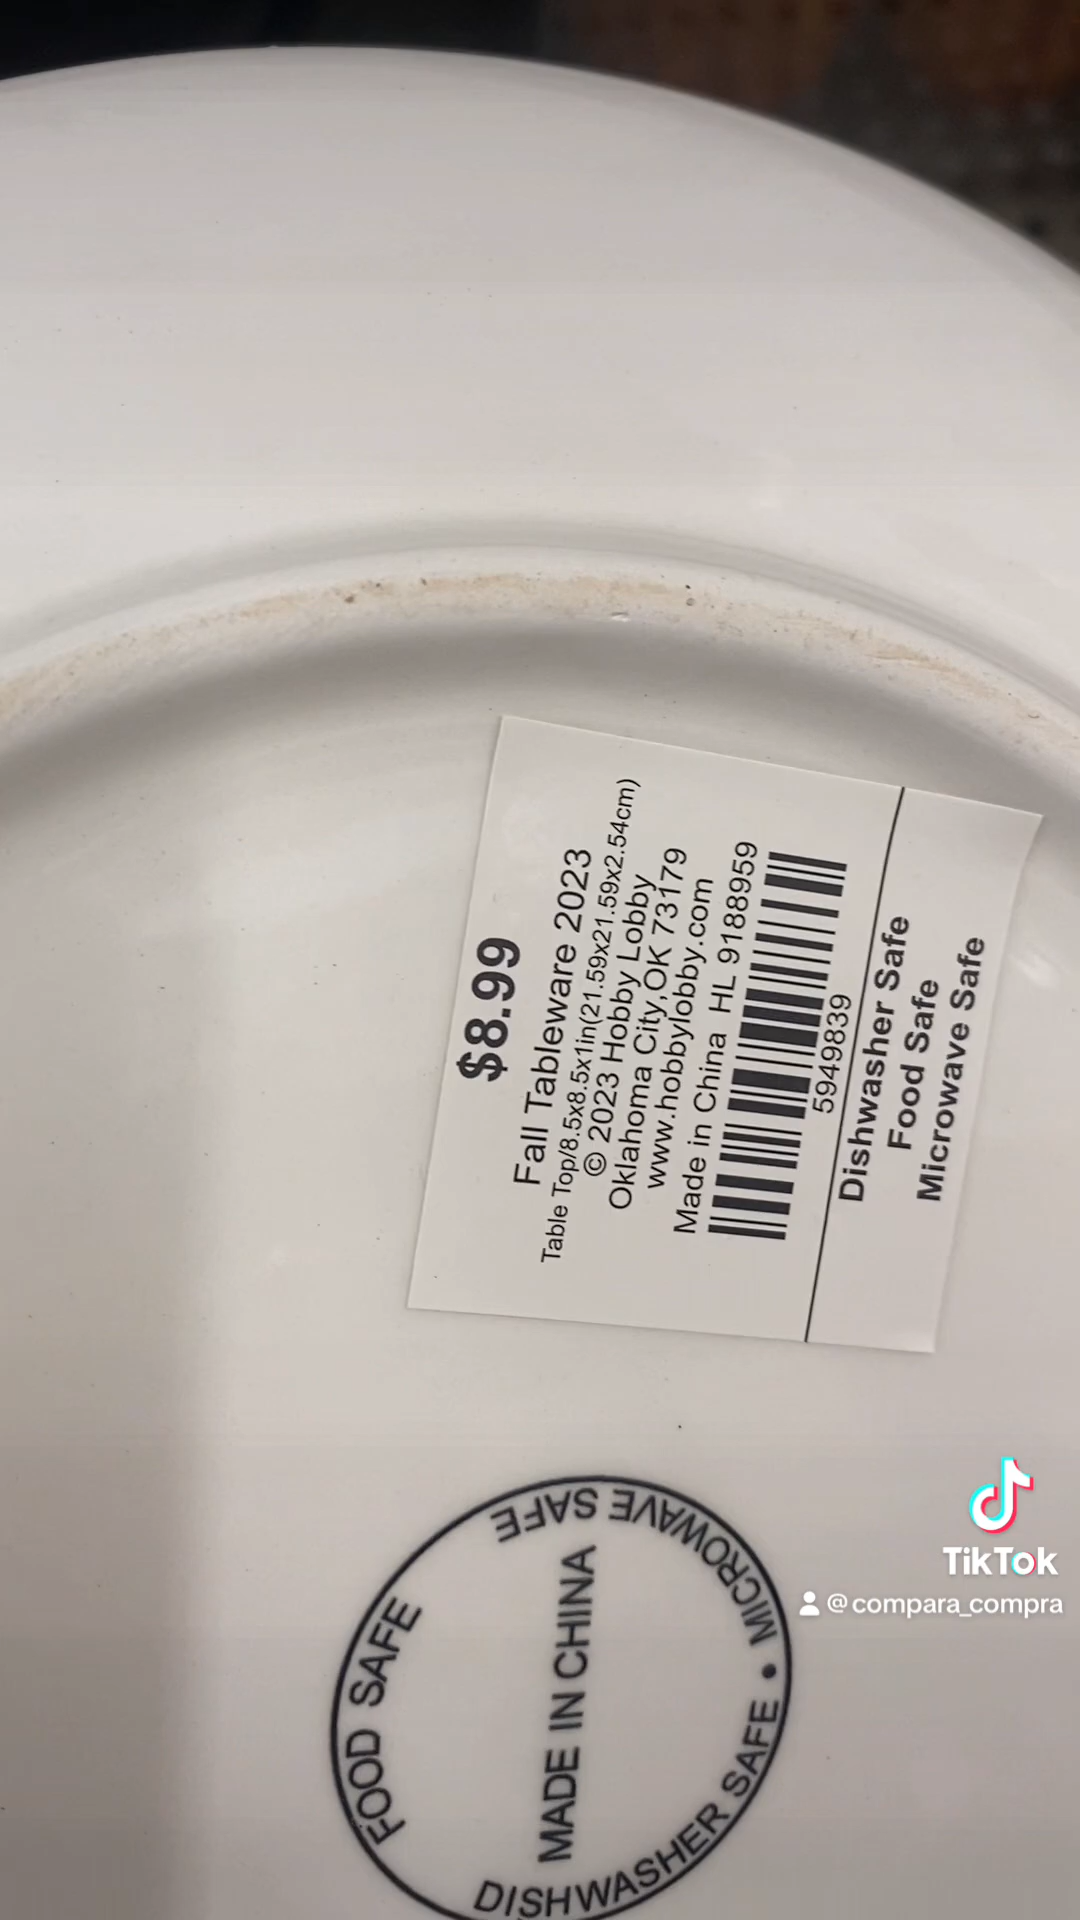 $8.99
Fall Tableware 2023
Table Top/8.5x8.5x1in(21.59x21.59x2.54cm)
© 2023 Hobby Lobby
Oklahoma City,OK 73179
www.hobbylobby.com
Made in China HL 9188959
5949839
Dishwasher Safe
Food Safe
Microwave Safe
FOOD SAFE
MICROWAVE SAFE •
DISHWASHER SAFE
MADE IN CHINA
TikTok
@compara_compra